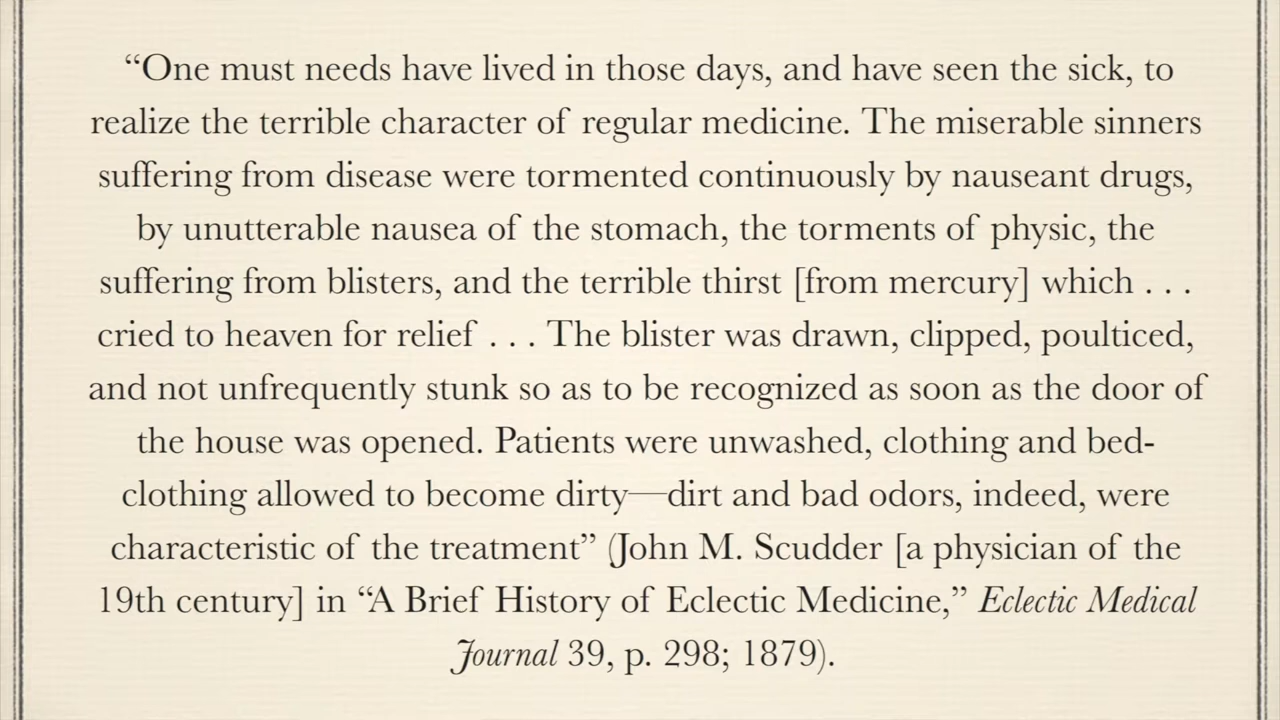 “One must needs have lived in those days, and have seen the sick, to
realize the terrible character of regular medicine. The miserable sinners
suffering from disease were tormented continuously by nauseant drugs,
by unutterable nausea of the stomach, the torments of physic, the
suffering from blisters, and the terrible thirst [from mercury] which . . .
cried to heaven for relief . . . The blister was drawn, clipped, poulticed,
and not unfrequently stunk so as to be recognized as soon as the door of
the house was opened. Patients were unwashed, clothing and bed-
clothing allowed to become dirty—dirt and bad odors, indeed, were
characteristic of the treatment” (John M. Scudder [a physician of the
19th century] in “A Brief History of Eclectic Medicine,” Eclectic Medical
Journal 39, p. 298; 1879).